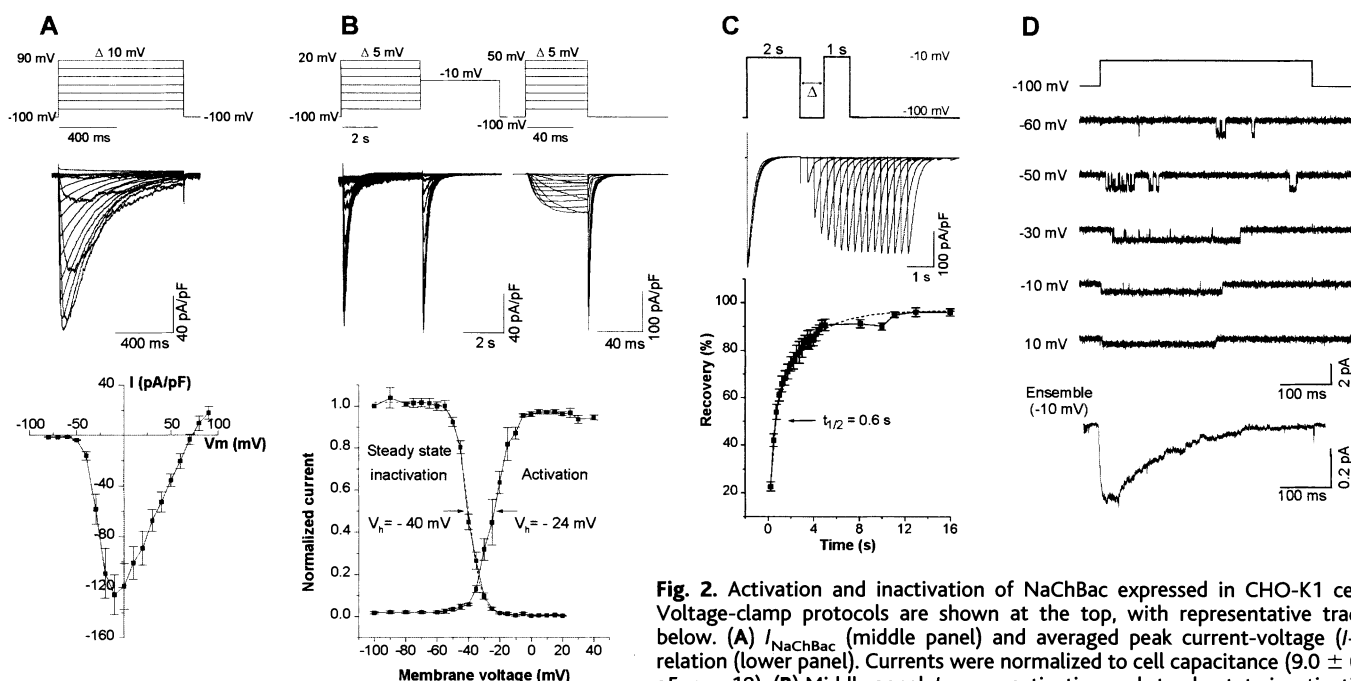 A
Δ 10 mV
90 mV
-100 mV
-100 mV
400 ms
40 pA/pF
400 ms
I (pA/pF)
40
-100
-50
50
100
Vm (mV)
-40
-80
-120
-160
B
20 mV
Δ 5 mV
-10 mV
50 mV
Δ 5 mV
-100 mV
-100 mV
2 s
40 ms
40 pA/pF
2 s
100 pA/pF
40 ms
1.0
0.8
0.6
0.4
0.2
0.0
Normalized current
Steady state
inactivation
Activation
Vh= - 40 mV
Vh= - 24 mV
-100 -80 -60 -40 -20 0 20 40
Membrane voltage (mV)
C
2 s
1 s
-10 mV
Δ
-100 mV
100 pA/pF
1 s
100
80
60
40
20
Recovery (%)
t1/2 = 0.6 s
0 4 8 12 16
Time (s)
D
-100 mV
-60 mV
-50 mV
-30 mV
-10 mV
10 mV
2 pA
100 ms
Ensemble
(-10 mV)
0.2 pA
100 ms
Fig. 2. Activation and inactivation of NaChBac expressed in CHO-K1 ce
Voltage-clamp protocols are shown at the top, with representative trac
below. (A) INaChBac (middle panel) and averaged peak current-voltage (I-
relation (lower panel). Currents were normalized to cell capacitance (9.0 ±